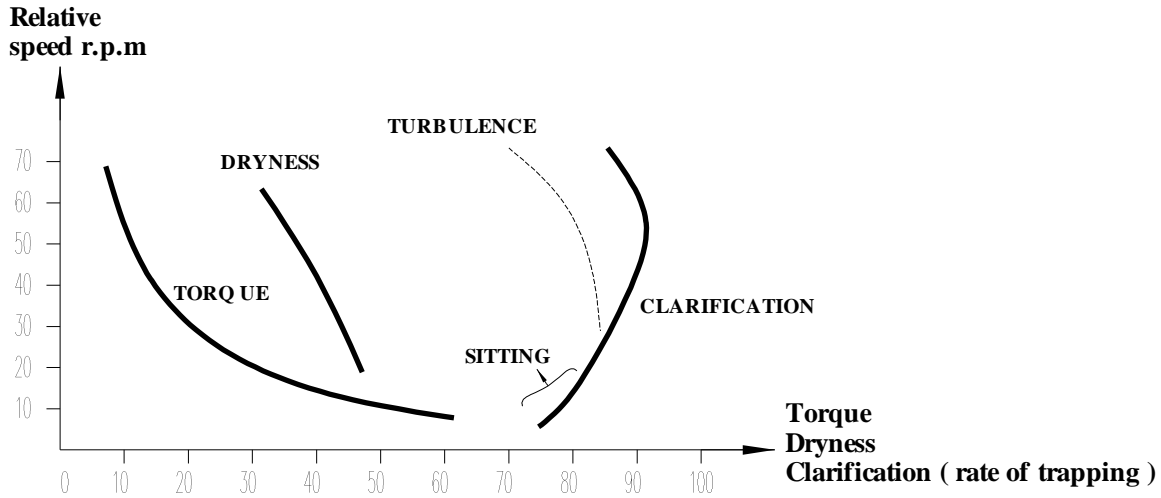 Relative
speed r.p.m
TURBULENCE
DRYNESS
70
60
50
40
TORQ UE
CLARIFICATION
30
SITTING
20
10
Torque
Dryness
Clarification ( rate of trapping )
0 10 20 30 40 50 60 70 80 90 100